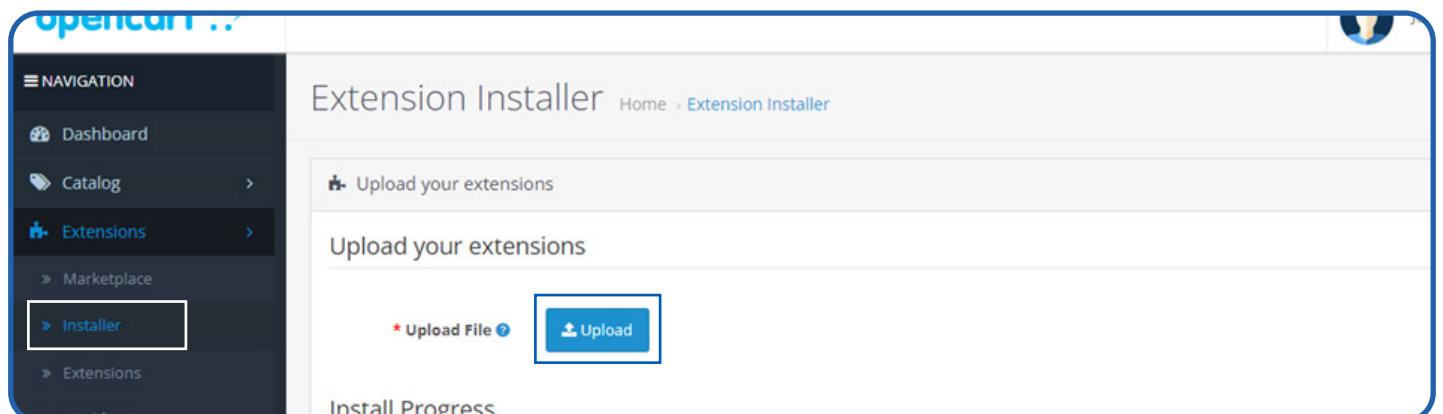 opencart
NAVIGATION
Dashboard
Catalog
Extensions
Marketplace
Installer
Extensions
Extension Installer Home › Extension Installer
Upload your extensions
Upload your extensions
* Upload File Upload
Install Progress